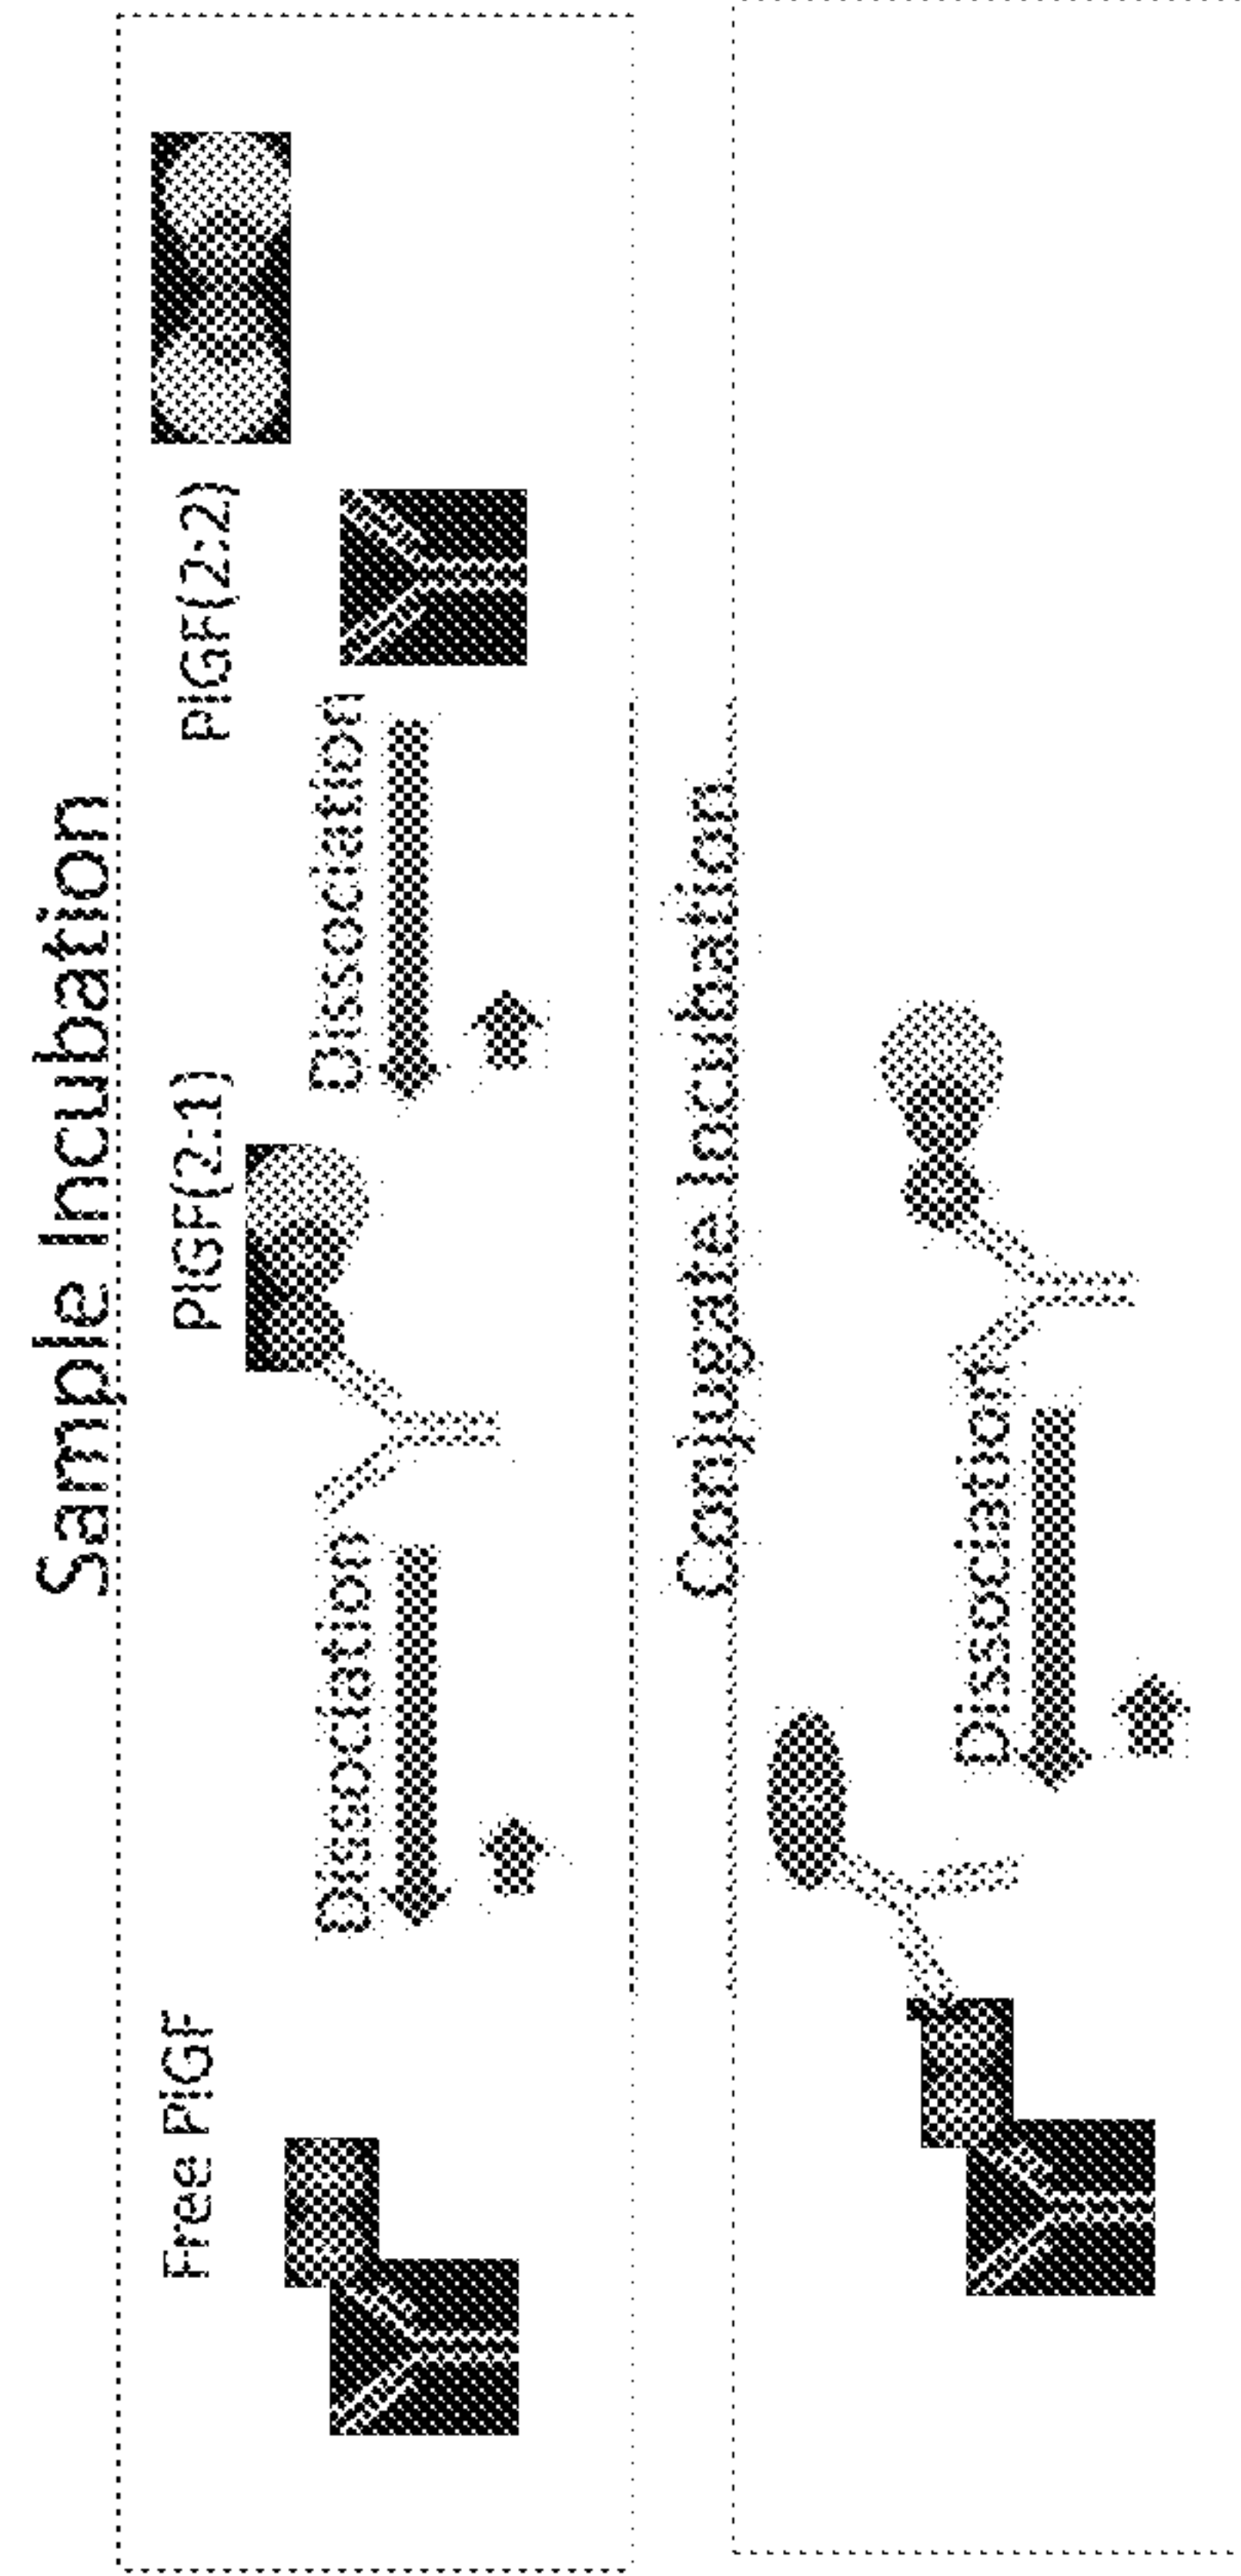 Sample Incubation
Free PlGF
PlGF(2:1)
PlGF(2:2)
Dissociation
Dissociation
Conjugate Incubation
Dissociation